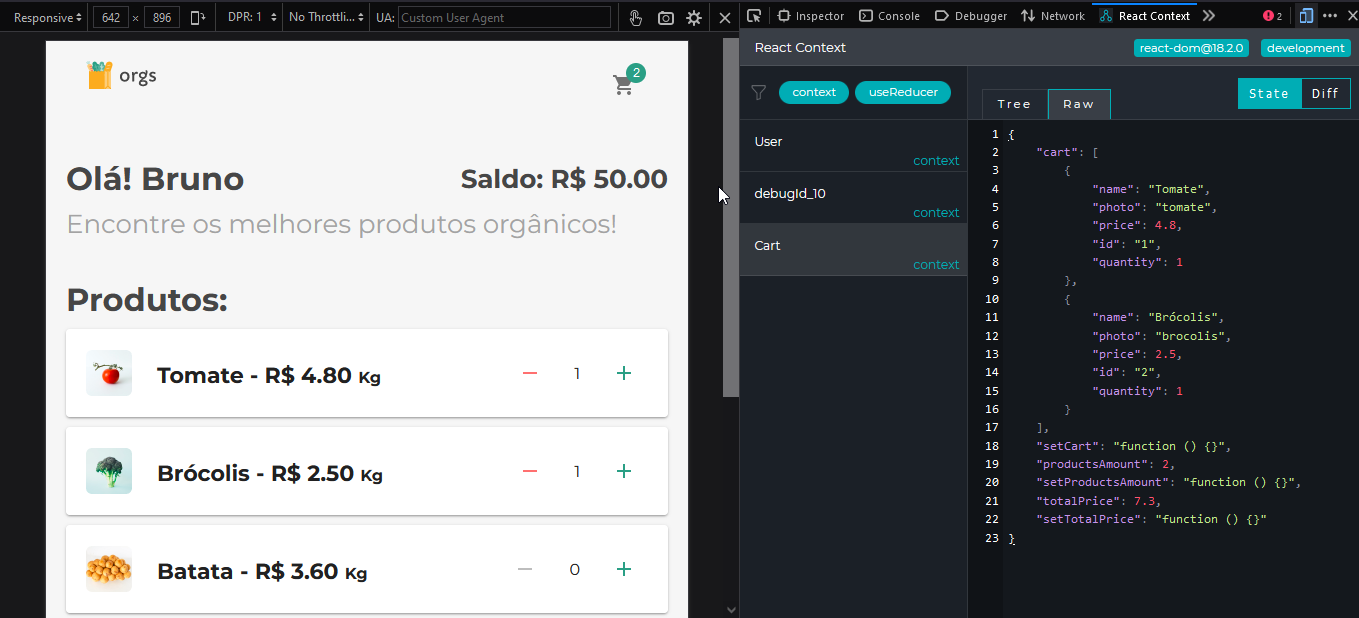 Responsive 642 × 896 DPR: 1 No Throttli... UA: Custom User Agent
Inspector Console Debugger Network React Context 2
orgs
2
Olá! Bruno
Saldo: R$ 50.00
Encontre os melhores produtos orgânicos!
Produtos:
Tomate - R$ 4.80 Kg
1
Brócolis - R$ 2.50 Kg
1
Batata - R$ 3.60 Kg
0
React Context
react-dom@18.2.0 development
context useReducer
User
context
debugId_10
context
Cart
context
Tree Raw
State Diff
1 {
2 "cart": [
3 {
4 "name": "Tomate",
5 "photo": "tomate",
6 "price": 4.8,
7 "id": "1",
8 "quantity": 1
9 },
10 {
11 "name": "Brócolis",
12 "photo": "brocolis",
13 "price": 2.5,
14 "id": "2",
15 "quantity": 1
16 }
17 ],
18 "setCart": "function () {}",
19 "productsAmount": 2,
20 "setProductsAmount": "function () {}",
21 "totalPrice": 7.3,
22 "setTotalPrice": "function () {}"
23 }